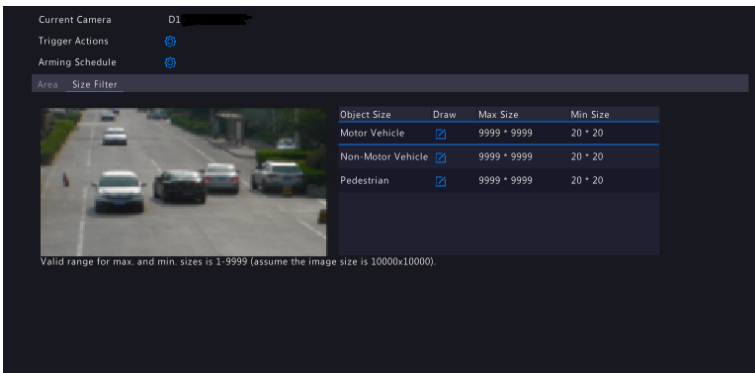 Current Camera D1
Trigger Actions
Arming Schedule
Area Size Filter
Object Size Draw Max Size Min Size
Motor Vehicle 9999 * 9999 20 * 20
Non-Motor Vehicle 9999 * 9999 20 * 20
Pedestrian 9999 * 9999 20 * 20
Valid range for max. and min. sizes is 1-9999 (assume the image size is 10000x10000).